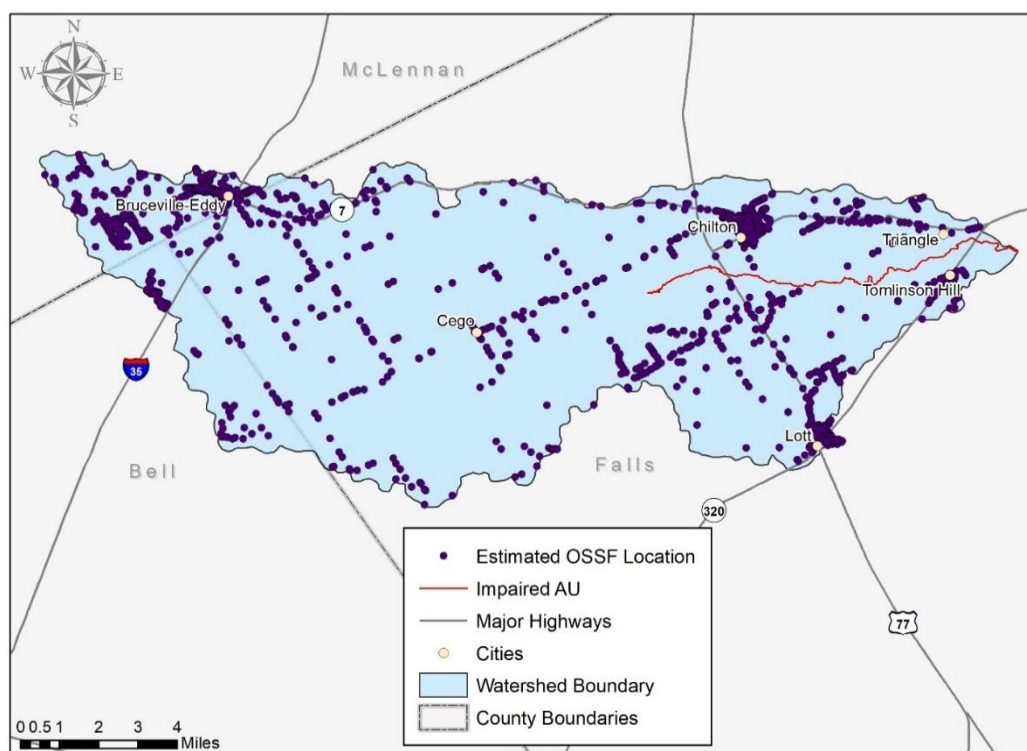 N
W E
S
McLennan
Bruceville-Eddy
7
Chilton
Triangle
Tomlinson Hill
Cego
35
Lott
Bell
Falls
320
77
Estimated OSSF Location
Impaired AU
Major Highways
Cities
Watershed Boundary
County Boundaries
0 0.5 1 2 3 4
Miles